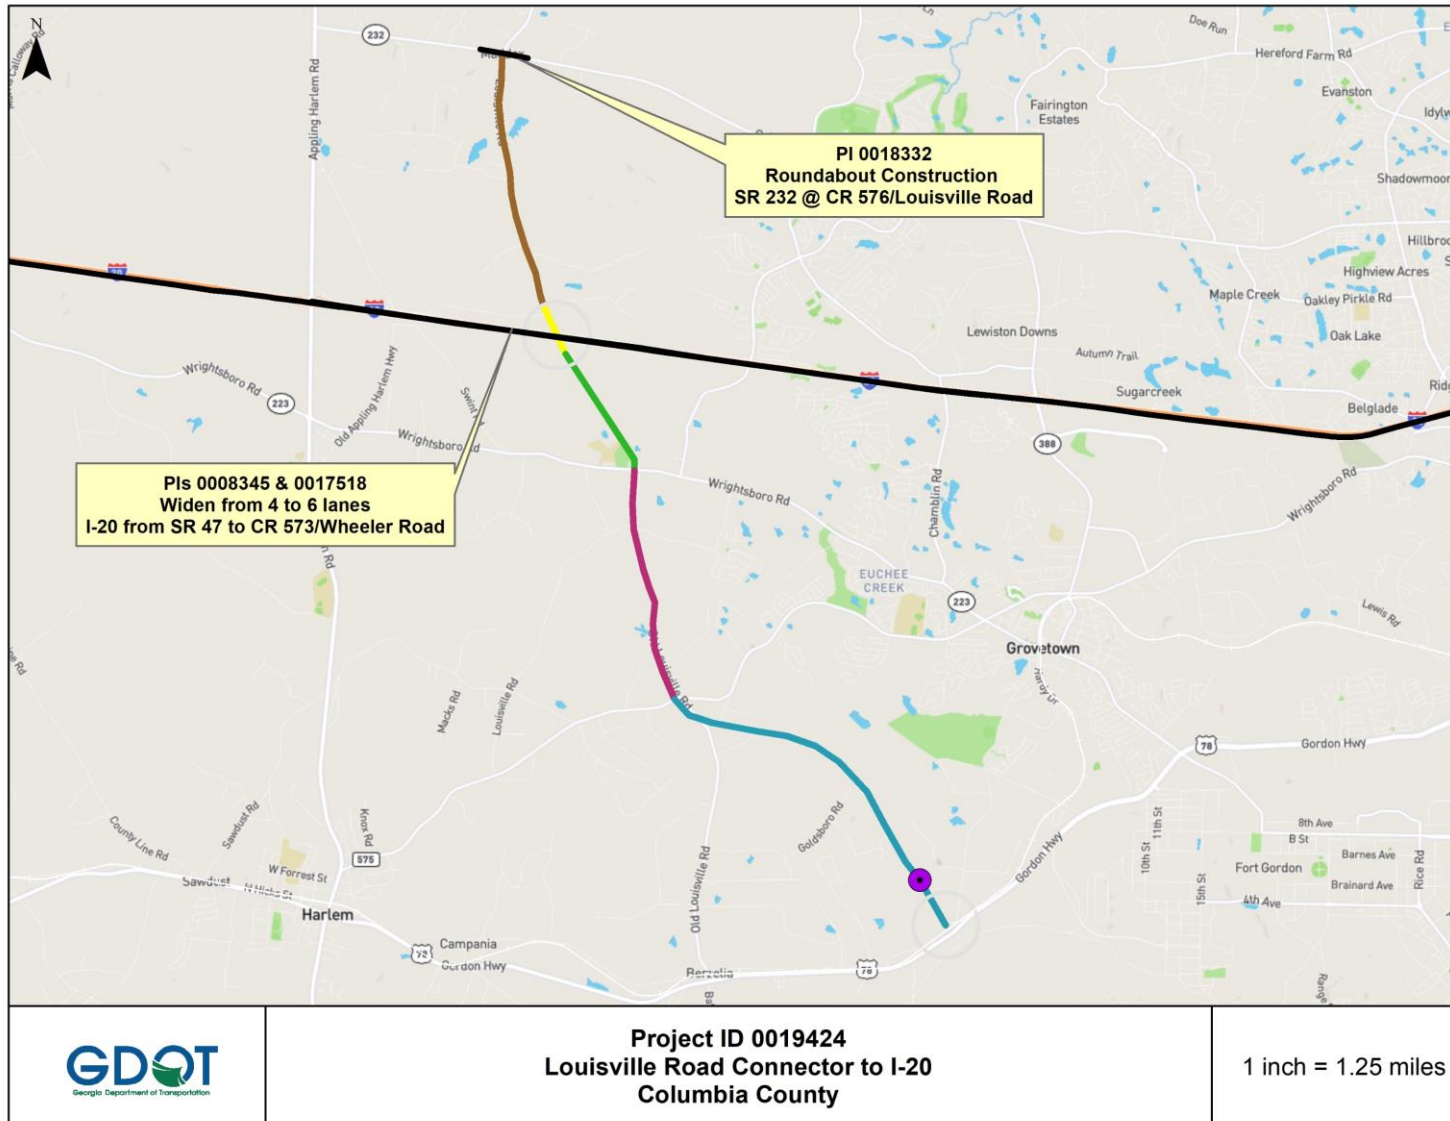 N
232
Ln
Doe Run
Hereford Farm Rd
Evanston
Fairington
Estates
Appling Harlem Rd
PI 0018332
Roundabout Construction
SR 232 @ CR 576/Louisville Road
20
Highview Acres
Maple Creek
Oakley Pirkle Rd
Lewiston Downs
Oak Lake
Autumn Trail
Sugarcreek
Belglade
Wrightsboro Rd
223
Old Appling Harlem Hwy
Wrightsboro Rd
388
PIs 0008345 & 0017518
Widen from 4 to 6 lanes
I-20 from SR 47 to CR 573/Wheeler Road
Wrightsboro Rd
Chamblin Rd
Wrightsboro Rd
EUCHEE
CREEK
223
Lewis Rd
Grovetown
Macks Rd
Louisville Rd
78
Gordon Hwy
Goldsboro Rd
Gordon Hwy
County Line Rd
Sawdust Rd
Knox Rd
575
W Forrest St
Sawdust
N Hicks St
Harlem
Old Louisville Rd
10th St
11th St
15th St
8th Ave
B St
Barnes Ave
Fort Gordon
Brainard Ave
4th Ave
Rice Rd
Campania
Gordon Hwy
Berzelia
78
GDOT
Georgia Department of Transportation
Project ID 0019424
Louisville Road Connector to I-20
Columbia County
1 inch = 1.25 miles